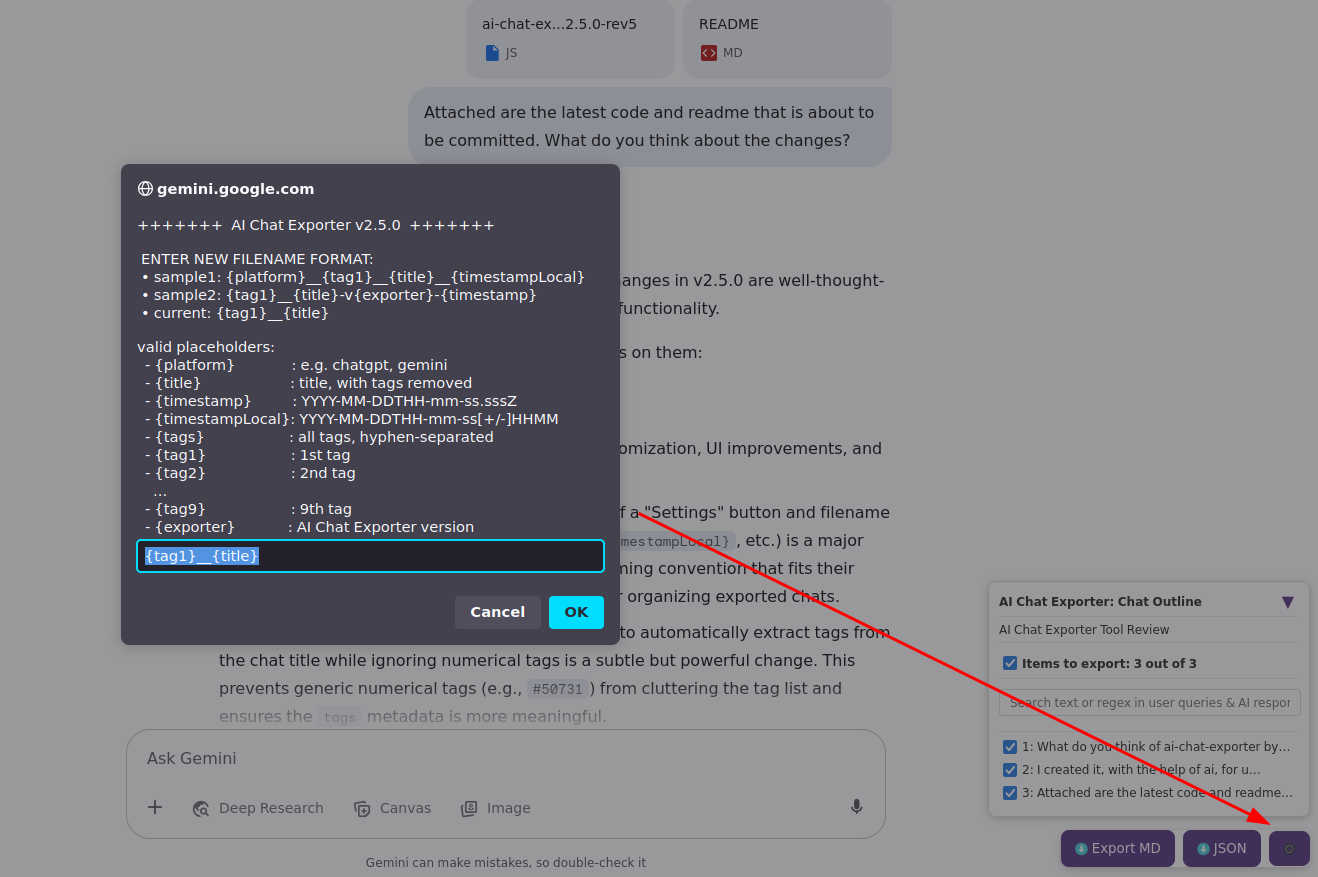 ai-chat-ex...2.5.0-rev5
JS
README
MD
Attached are the latest code and readme that is about to
be committed. What do you think about the changes?
gemini.google.com
+++++++ AI Chat Exporter v2.5.0 +++++++
ENTER NEW FILENAME FORMAT:
• sample1: {platform}__{tag1}__{title}__{timestampLocal}
• sample2: {tag1}__{title}-v{exporter}-{timestamp}
• current: {tag1}__{title}
valid placeholders:
- {platform} : e.g. chatgpt, gemini
- {title} : title, with tags removed
- {timestamp} : YYYY-MM-DDTHH-mm-ss.sssZ
- {timestampLocal}: YYYY-MM-DDTHH-mm-ss[+/-]HHMM
- {tags} : all tags, hyphen-separated
- {tag1} : 1st tag
- {tag2} : 2nd tag
...
- {tag9} : 9th tag
- {exporter} : AI Chat Exporter version
{tag1}__{title}
Cancel
OK
anges in v2.5.0 are well-thought-
functionality.
s on them:
omization, UI improvements, and
f a "Settings" button and filename
mestampLocal}, etc.) is a major
ming convention that fits their
r organizing exported chats.
to automatically extract tags from
the chat title while ignoring numerical tags is a subtle but powerful change. This
prevents generic numerical tags (e.g., #50731) from cluttering the tag list and
ensures the tags metadata is more meaningful.
Ask Gemini
Deep Research
Canvas
Image
Gemini can make mistakes, so double-check it
AI Chat Exporter: Chat Outline
AI Chat Exporter Tool Review
Items to export: 3 out of 3
Search text or regex in user queries & AI respor
1: What do you think of ai-chat-exporter by...
2: I created it, with the help of ai, for u...
3: Attached are the latest code and readme...
Export MD
JSON